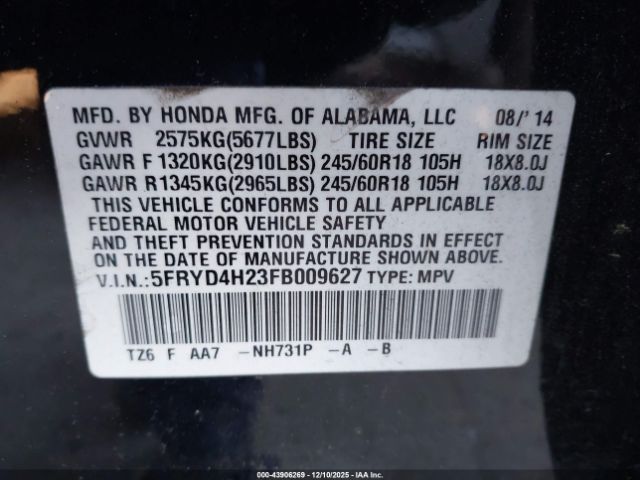 MFD. BY HONDA MFG. OF ALABAMA, LLC 08/'14
GVWR 2575KG(5677LBS) TIRE SIZE RIM SIZE
GAWR F 1320KG(2910LBS) 245/60R18 105H 18X8.0J
GAWR R 1345KG(2965LBS) 245/60R18 105H 18X8.0J
THIS VEHICLE CONFORMS TO ALL APPLICABLE
FEDERAL MOTOR VEHICLE SAFETY
AND THEFT PREVENTION STANDARDS IN EFFECT
ON THE DATE OF MANUFACTURE SHOWN ABOVE.
V.I.N.:5FRYD4H23FB009627 TYPE: MPV
TZ6 F AA7 -NH731P -A -B
000-43906269 - 12/10/2025 - IAA Inc.